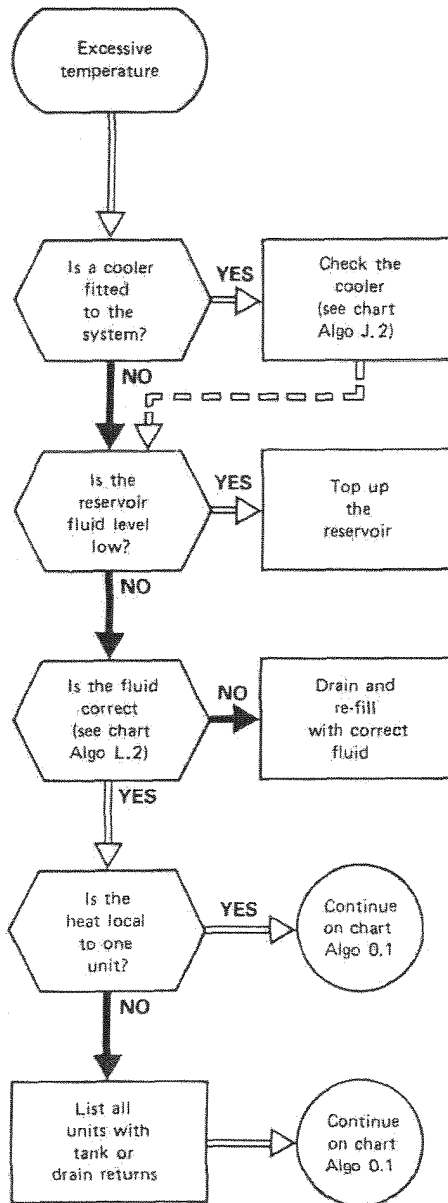 Excessive
temperature
Is a cooler
fitted
to the
system?
YES
Check the
cooler
(see chart
Algo J.2)
NO
Is the
reservoir
fluid level
low?
YES
Top up
the
reservoir
NO
Is the fluid
correct
(see chart
Algo L.2)
NO
Drain and
re-fill
with correct
fluid
YES
Is the
heat local
to one
unit?
YES
Continue
on chart
Algo 0.1
NO
List all
units with
tank or
drain returns
Continue
on chart
Algo 0.1